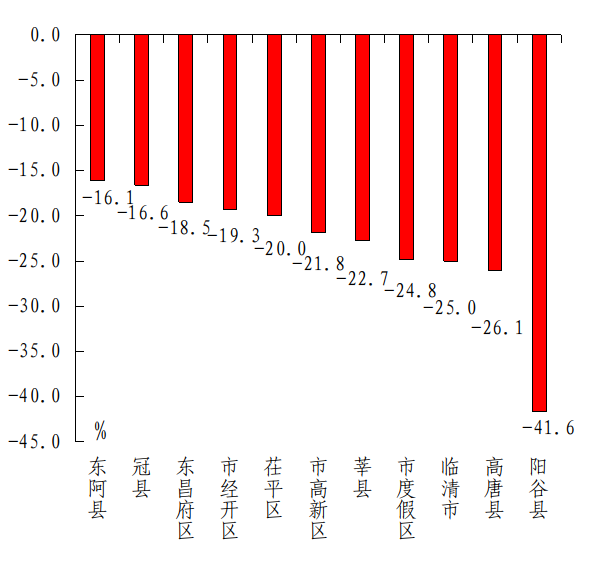 0.0
-5.0
-10.0
-15.0
-20.0
-25.0
-30.0
-35.0
-40.0
-45.0
%
-16.1
-16.6
-18.5
-19.3
-20.0
-21.8
-22.7
-24.8
-25.0
-26.1
-41.6
东阿县
冠县
东昌府区
市经开区
茌平区
市高新区
莘县
市度假区
临清市
高唐县
阳谷县